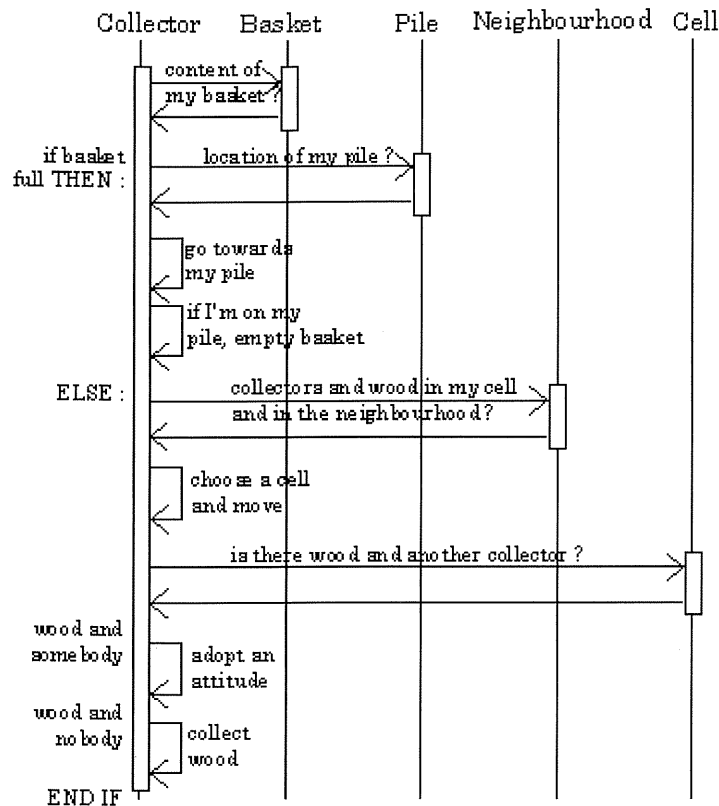 Collector Basket Pile Neighbourhood Cell
content of
my basket ?
if basket
full THEN :
location of my pile ?
go towards
my pile
if I'm on my
pile, empty basket
ELSE :
collectors and wood in my cell
and in the neighbourhood?
choose a cell
and move
is there wood and another collector ?
wood and
somebody
adopt an
attitude
wood and
nobody
collect
wood
END IF